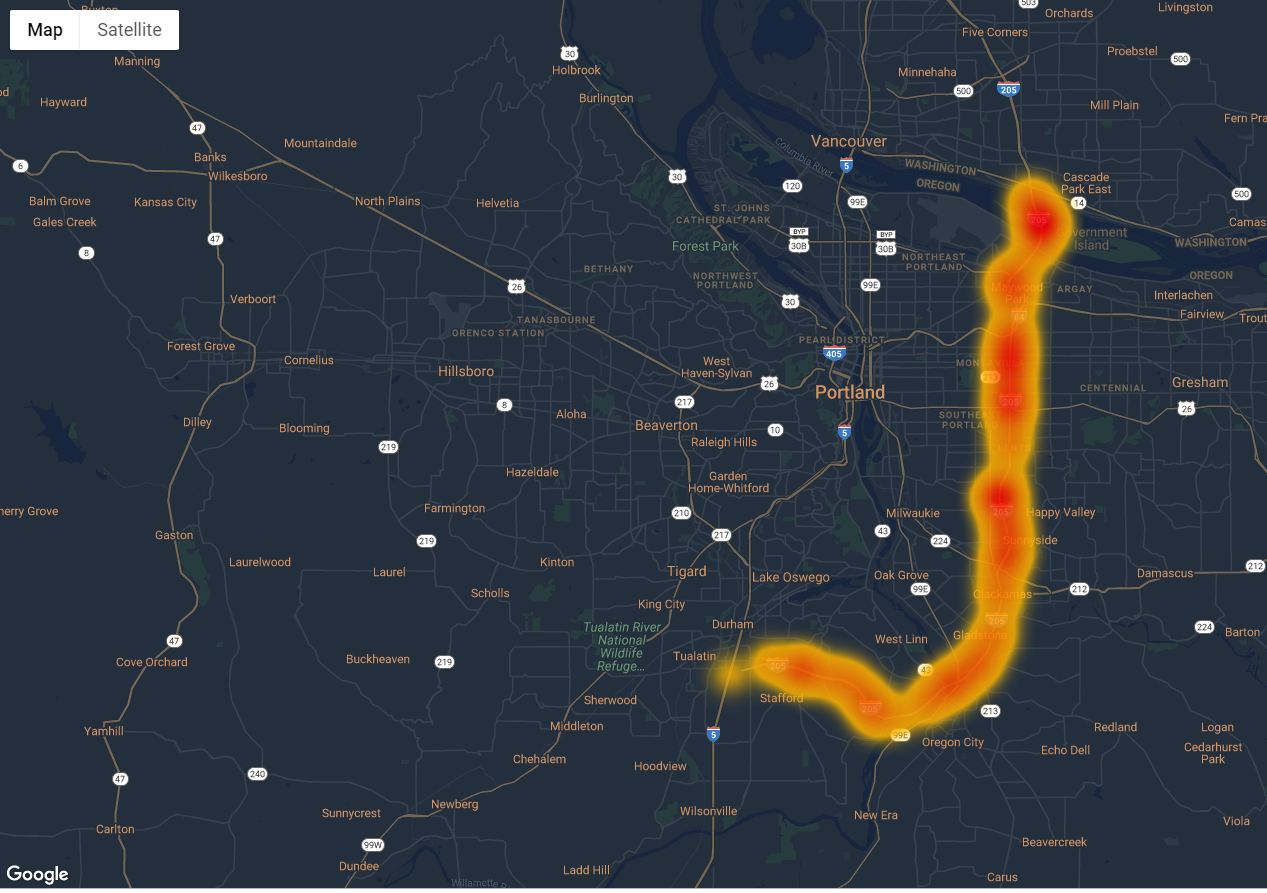 Buxton
503
Livingston
Orchards
Map
Satellite
Five Corners
30
Proebstel
500
Manning
Holbrook
Minnehaha
500
205
Hayward
Burlington
Mill Plain
Fern Pra
47
Mountaindale
Vancouver
Columbia River
5
WASHINGTON
OREGON
Banks
6
Wilkesboro
30
120
Cascade
Park East
500
Balm Grove
Kansas City
North Plains
Helvetia
99E
14
ST. JOHNS
CATHEDRAL PARK
Gales Creek
205
Camas
47
8
Forest Park
BYP
30B
BYP
30B
vernment
Island
WASHINGTON
NORTHEAST
PORTLAND
BETHANY
NORTHWEST
PORTLAND
OREGON
26
99E
Maywood
Park
ARGAY
Interlachen
Verboort
30
84
Fairview
Trout
TANASBOURNE
ORENCO STATION
PEARL DISTRICT
Forest Grove
405
Cornelius
West
Haven-Sylvan
Hillsboro
26
213
Portland
CENTENNIAL
Gresham
8
217
205
26
Aloha
SOUTHEAST
PORTLAND
Dilley
Blooming
Beaverton
10
5
Raleigh Hills
219
Hazeldale
Garden
Home-Whitford
herry Grove
Farmington
210
Milwaukie
205
Happy Valley
Gaston
219
217
43
224
Sunnyside
Laurelwood
Laurel
Kinton
Tigard
Lake Oswego
Oak Grove
212
Damascus
99E
Clackamas
212
Scholls
King City
Tualatin River
National
Wildlife
Refuge...
Durham
205
224
Barton
47
West Linn
Gladstone
Cove Orchard
Buckheaven
219
Tualatin
205
43
Sherwood
Stafford
205
213
Middleton
Yamhill
5
99E
Oregon City
Redland
Logan
Echo Dell
Cedarhurst
Park
Chehalem
Hoodview
47
240
Newberg
Sunnycrest
Wilsonville
New Era
Viola
Carlton
99W
Beavercreek
Dundee
Ladd Hill
Carus
Google